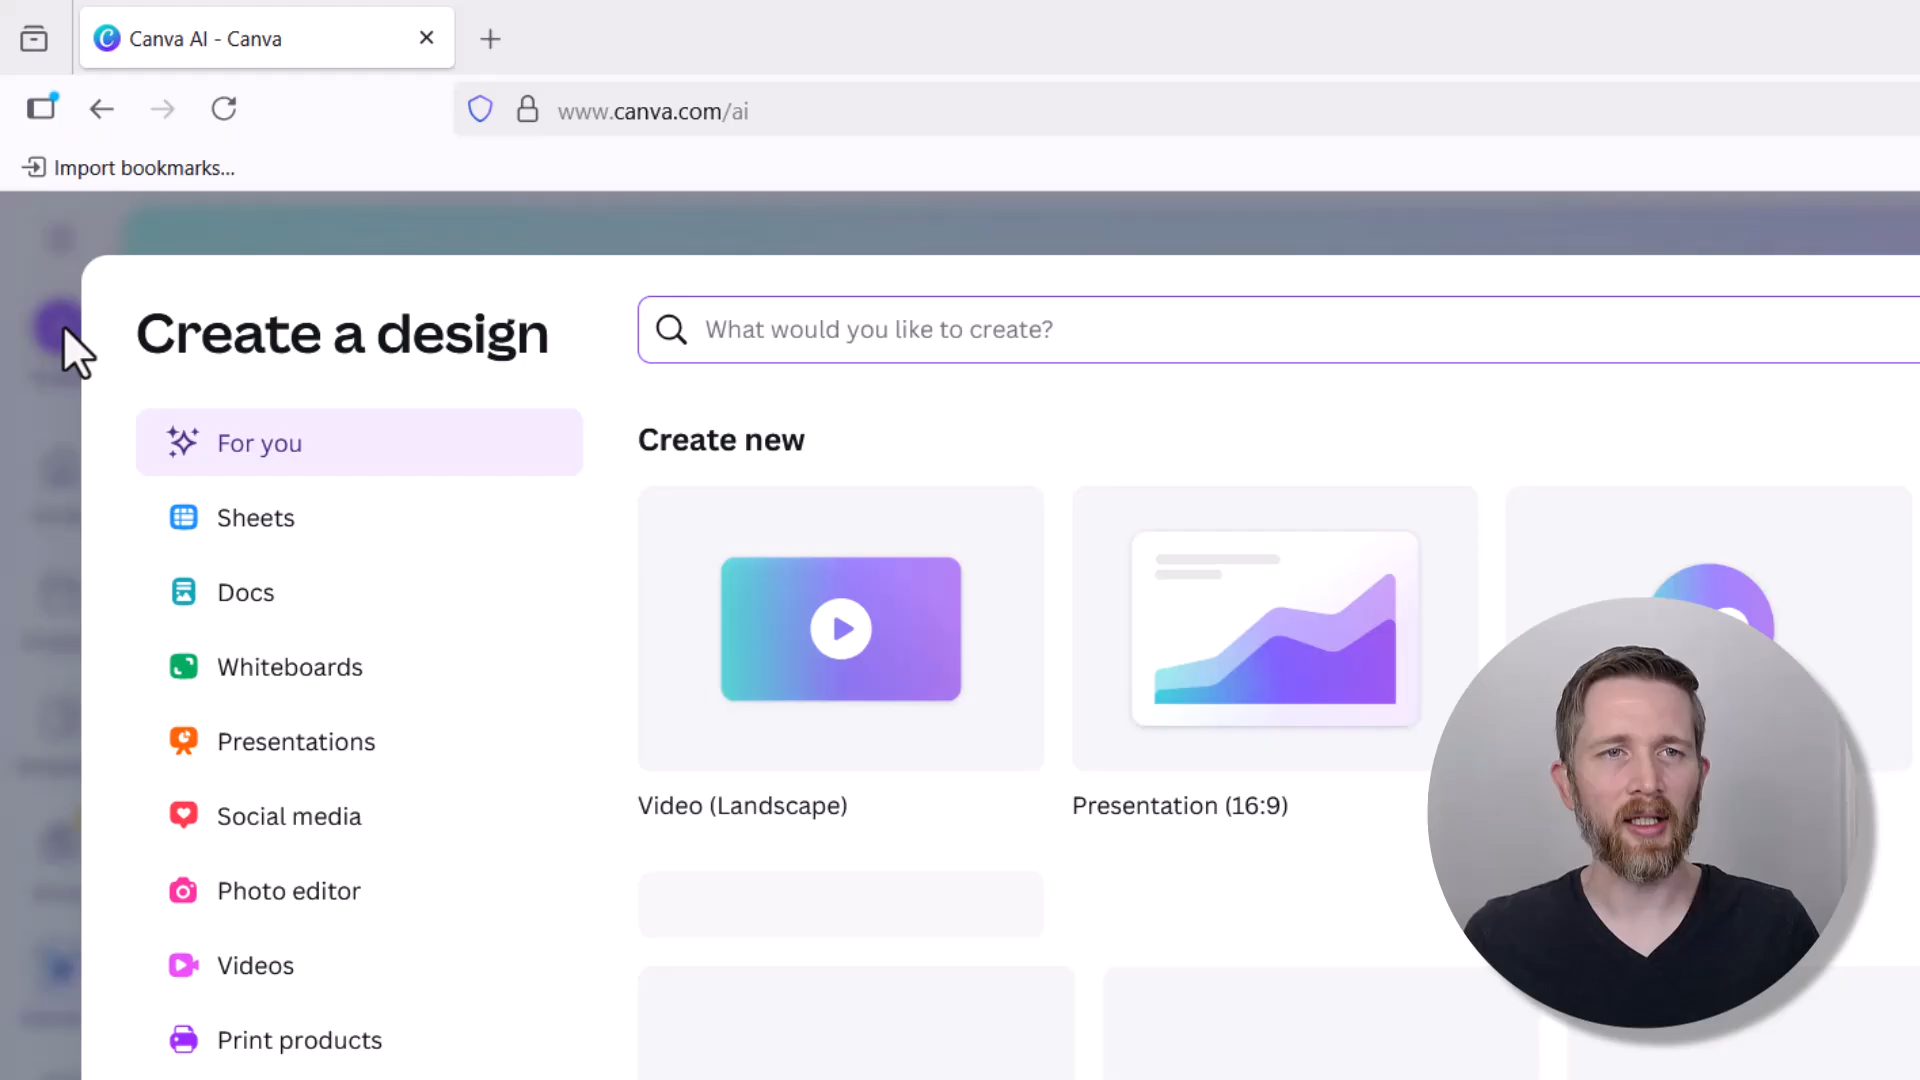 Canva AI - Canva
www.canva.com/ai
Import bookmarks...
Create a design
What would you like to create?
For you
Sheets
Docs
Whiteboards
Presentations
Social media
Photo editor
Videos
Print products
Create new
Video (Landscape)
Presentation (16:9)